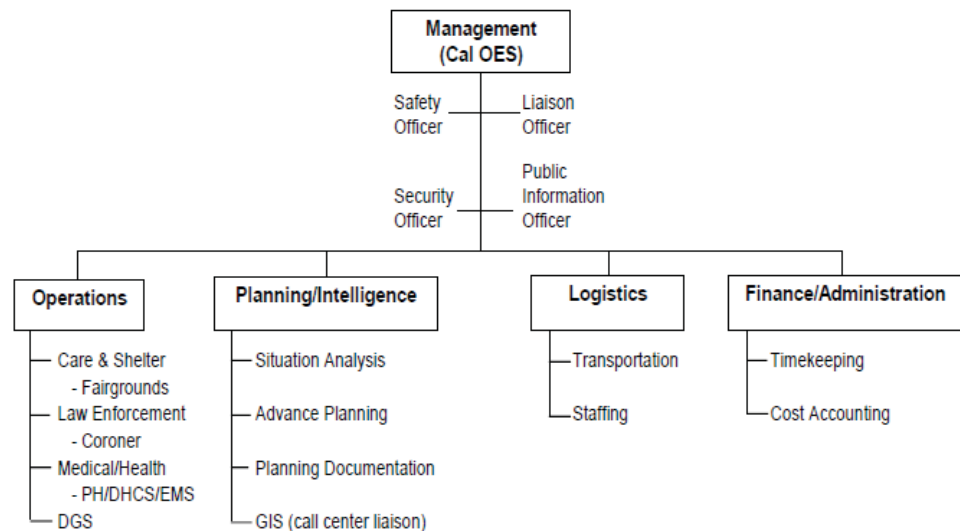 Management
(Cal OES)
Safety
Officer
Liaison
Officer
Security
Officer
Public
Information
Officer
Operations
Care & Shelter
- Fairgrounds
Law Enforcement
- Coroner
Medical/Health
- PH/DHCS/EMS
DGS
Planning/Intelligence
Situation Analysis
Advance Planning
Planning Documentation
GIS (call center liaison)
Logistics
Transportation
Staffing
Finance/Administration
Timekeeping
Cost Accounting